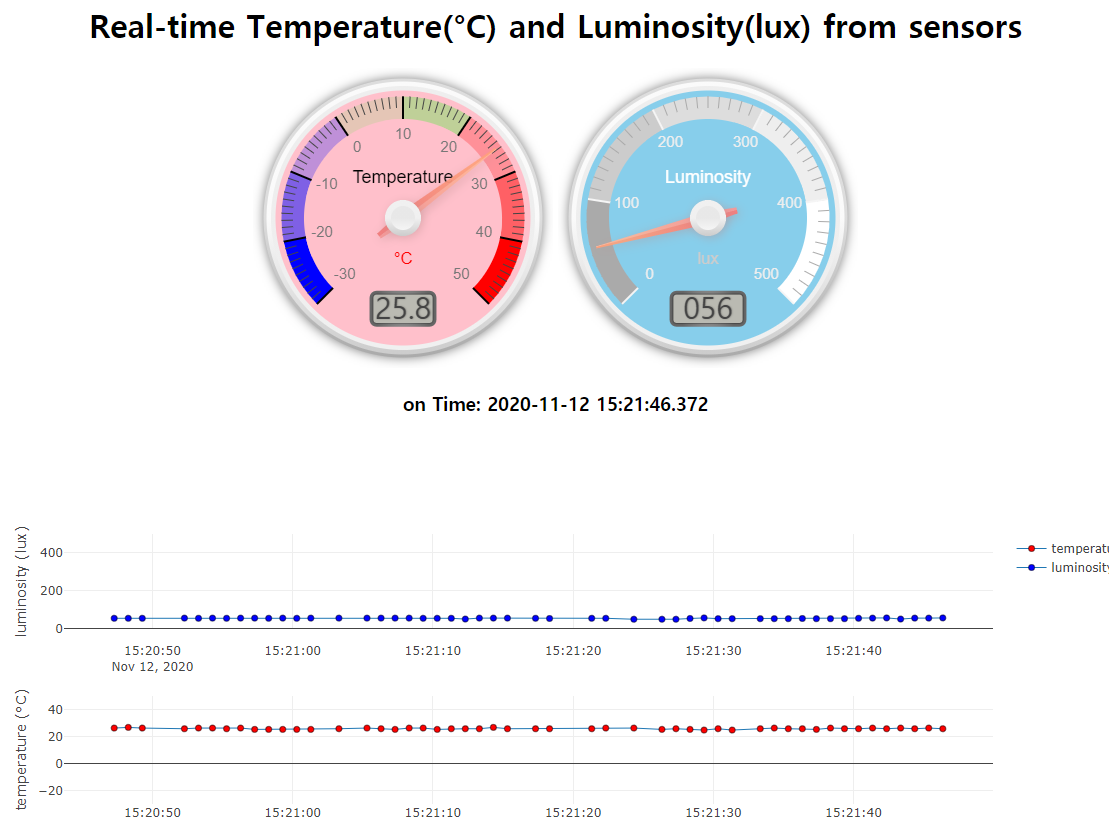 Real-time Temperature(°C) and Luminosity(lux) from sensors
-30 -20 -10 0 10 20 30 40 50
Temperature
°C
25.8
0 100 200 300 400 500
Luminosity
lux
056
on Time: 2020-11-12 15:21:46.372
luminosity (lux)
400
200
0
15:20:50 15:21:00 15:21:10 15:21:20 15:21:30 15:21:40
Nov 12, 2020
temperatu
luminosity
temperature (°C)
40
20
0
−20
15:20:50 15:21:00 15:21:10 15:21:20 15:21:30 15:21:40